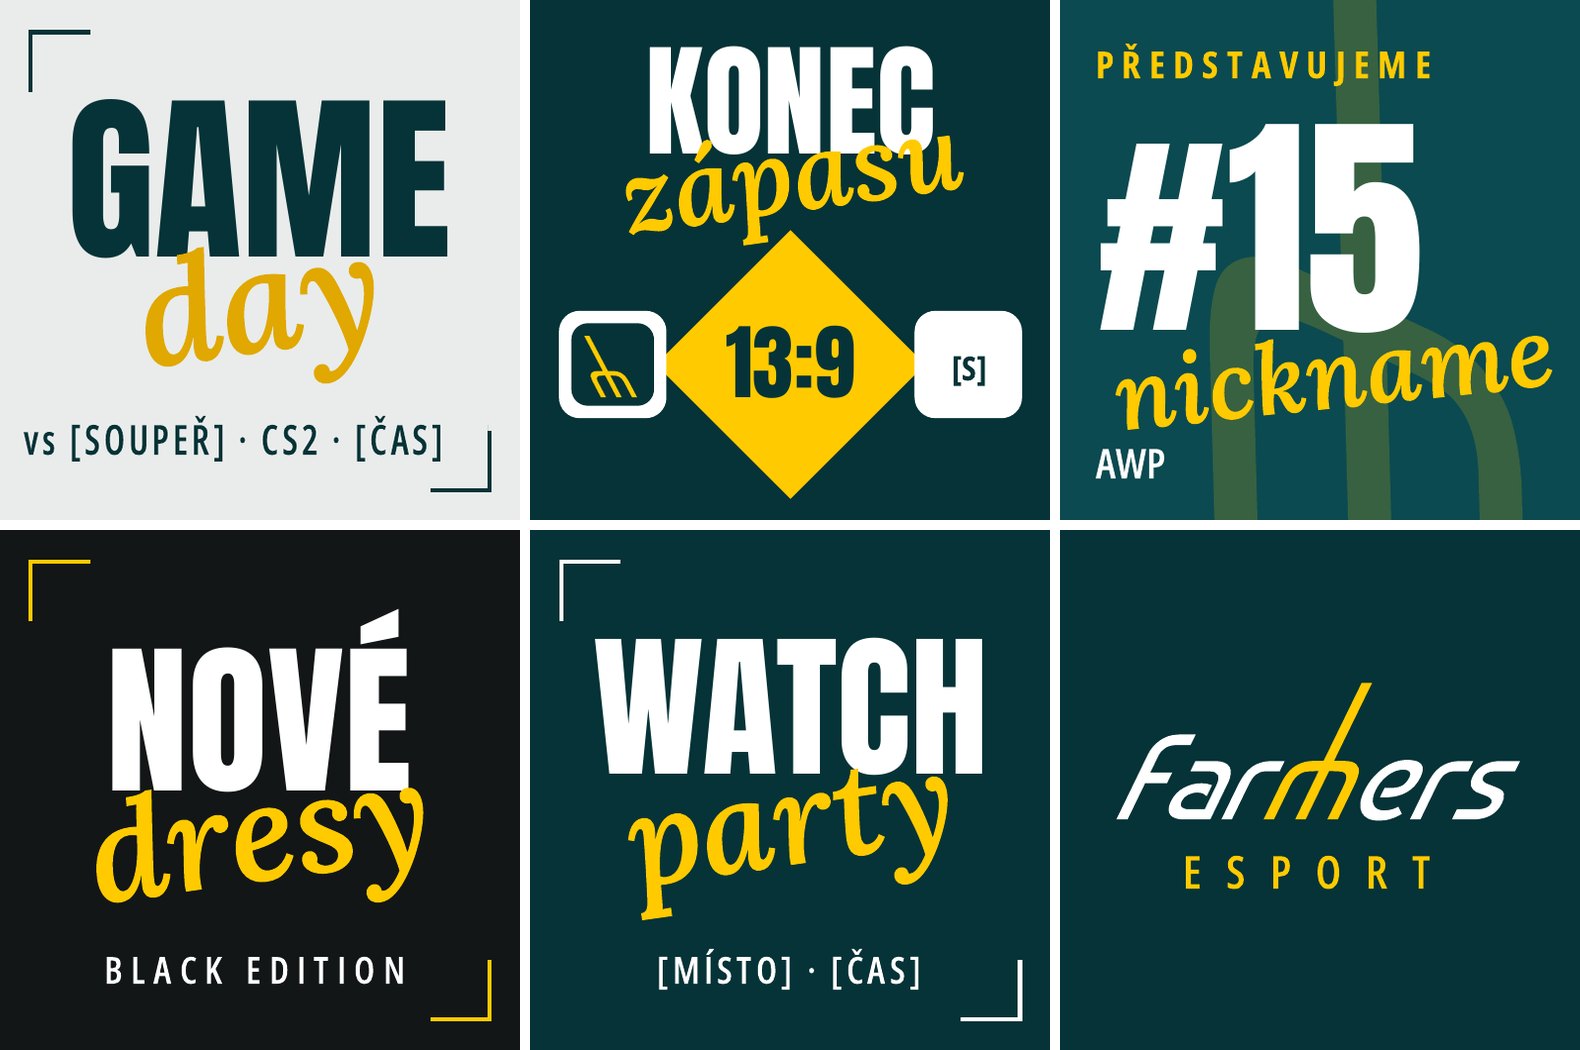 GAME
day
vs [SOUPEŘ] · CS2 · [ČAS]
KONEC
zápasu
13:9
[S]
PŘEDSTAVUJEME
#15
nickname
AWP
NOVÉ
dresy
BLACK EDITION
WATCH
party
[MÍSTO] · [ČAS]
Farmers
ESPORT